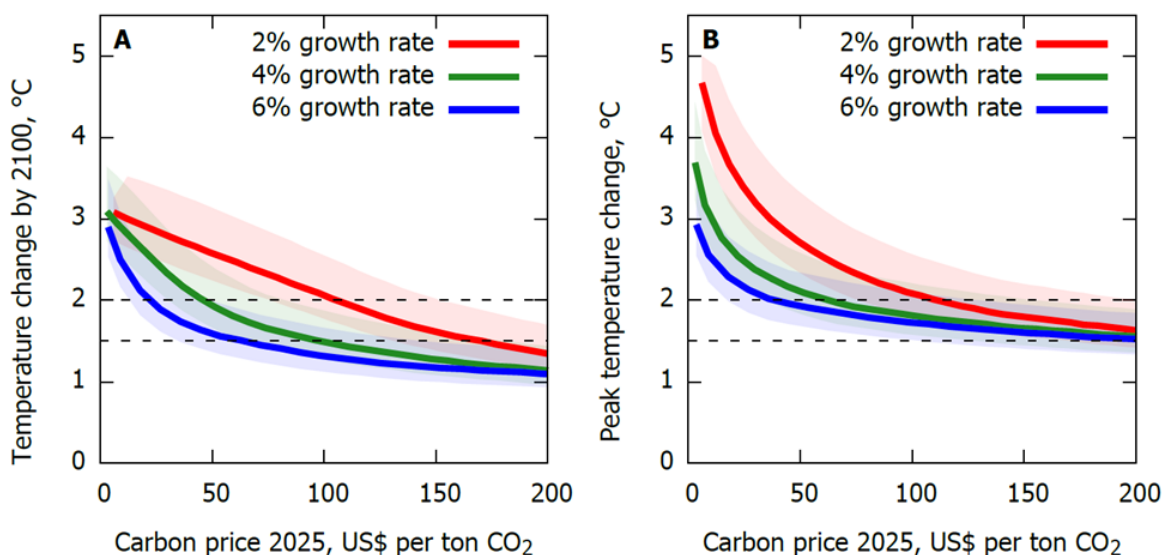 A
2% growth rate
4% growth rate
6% growth rate
Temperature change by 2100, °C
5
4
3
2
1
0
0 50 100 150 200
Carbon price 2025, US$ per ton CO₂
B
2% growth rate
4% growth rate
6% growth rate
Peak temperature change, °C
5
4
3
2
1
0
0 50 100 150 200
Carbon price 2025, US$ per ton CO₂